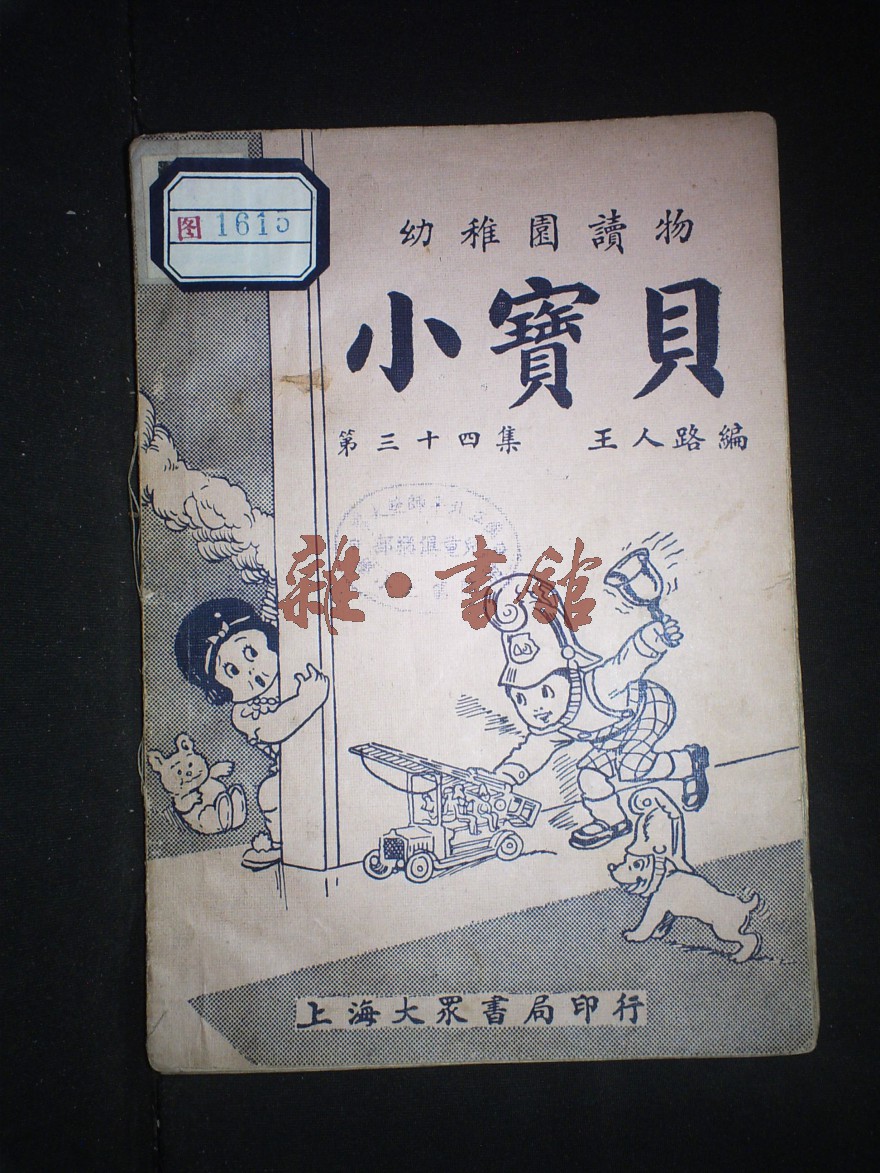 图 1615
幼稚園讀物
小寶貝
第三十四集 王人路編
雜·書館
上海大眾書局印行